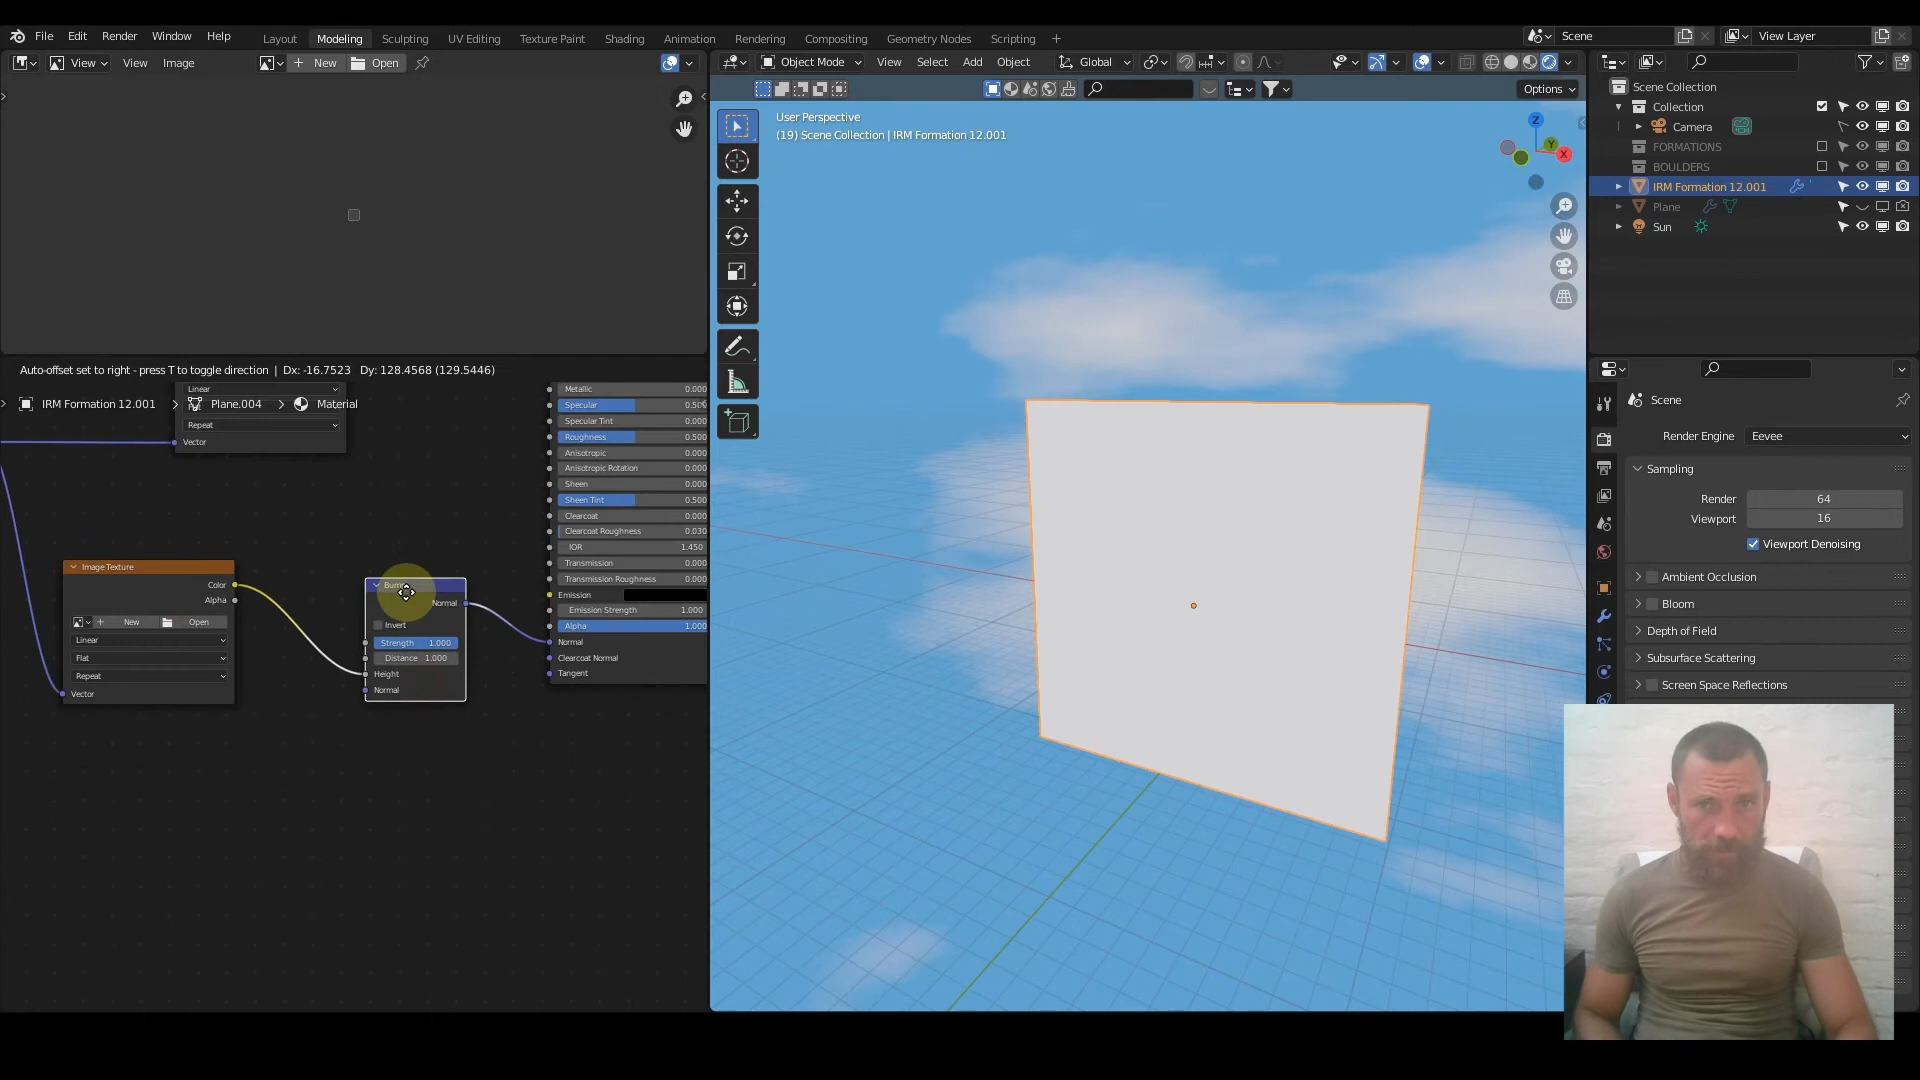 File Edit Render Window Help
Layout Modeling Sculpting UV Editing Texture Paint Shading Animation Rendering Compositing Geometry Nodes Scripting
Scene
View Layer
View View Image New Open
Object Mode View Select Add Object Global
Options
User Perspective
(19) Scene Collection | IRM Formation 12.001
Z
Y
X
Scene Collection
Collection
Camera
FORMATIONS
BOULDERS
IRM Formation 12.001
Plane
Sun
Auto-offset set to right - press T to toggle direction | Dx: -16.7523 Dy: 128.4568 (129.5446)
IRM Formation 12.001 Plane.004 Material
Linear
Repeat
Vector
Metallic 0.000
Specular 0.500
Specular Tint 0.000
Roughness 0.500
Anisotropic 0.000
Anisotropic Rotation 0.000
Sheen 0.000
Sheen Tint 0.500
Clearcoat 0.000
Clearcoat Roughness 0.030
IOR 1.450
Transmission 0.000
Transmission Roughness 0.000
Emission
Emission Strength 1.000
Alpha 1.000
Normal
Clearcoat Normal
Tangent
Image Texture
Color
Alpha
New Open
Linear
Flat
Repeat
Vector
Bump
Normal
Invert
Strength 1.000
Distance 1.000
Height
Normal
Scene
Render Engine Eevee
Sampling
Render 64
Viewport 16
Viewport Denoising
Ambient Occlusion
Bloom
Depth of Field
Subsurface Scattering
Screen Space Reflections